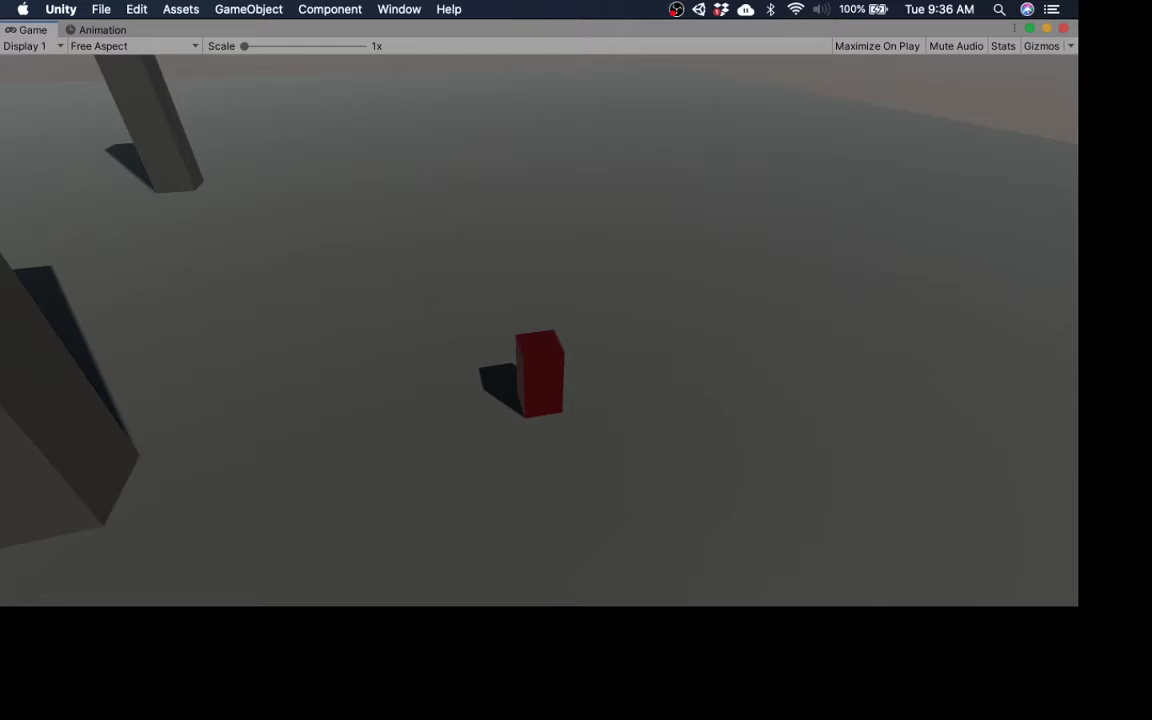 Unity File Edit Assets GameObject Component Window Help 100% Tue 9:36 AM
Game Animation
Display 1 Free Aspect Scale 1x Maximize On Play Mute Audio Stats Gizmos